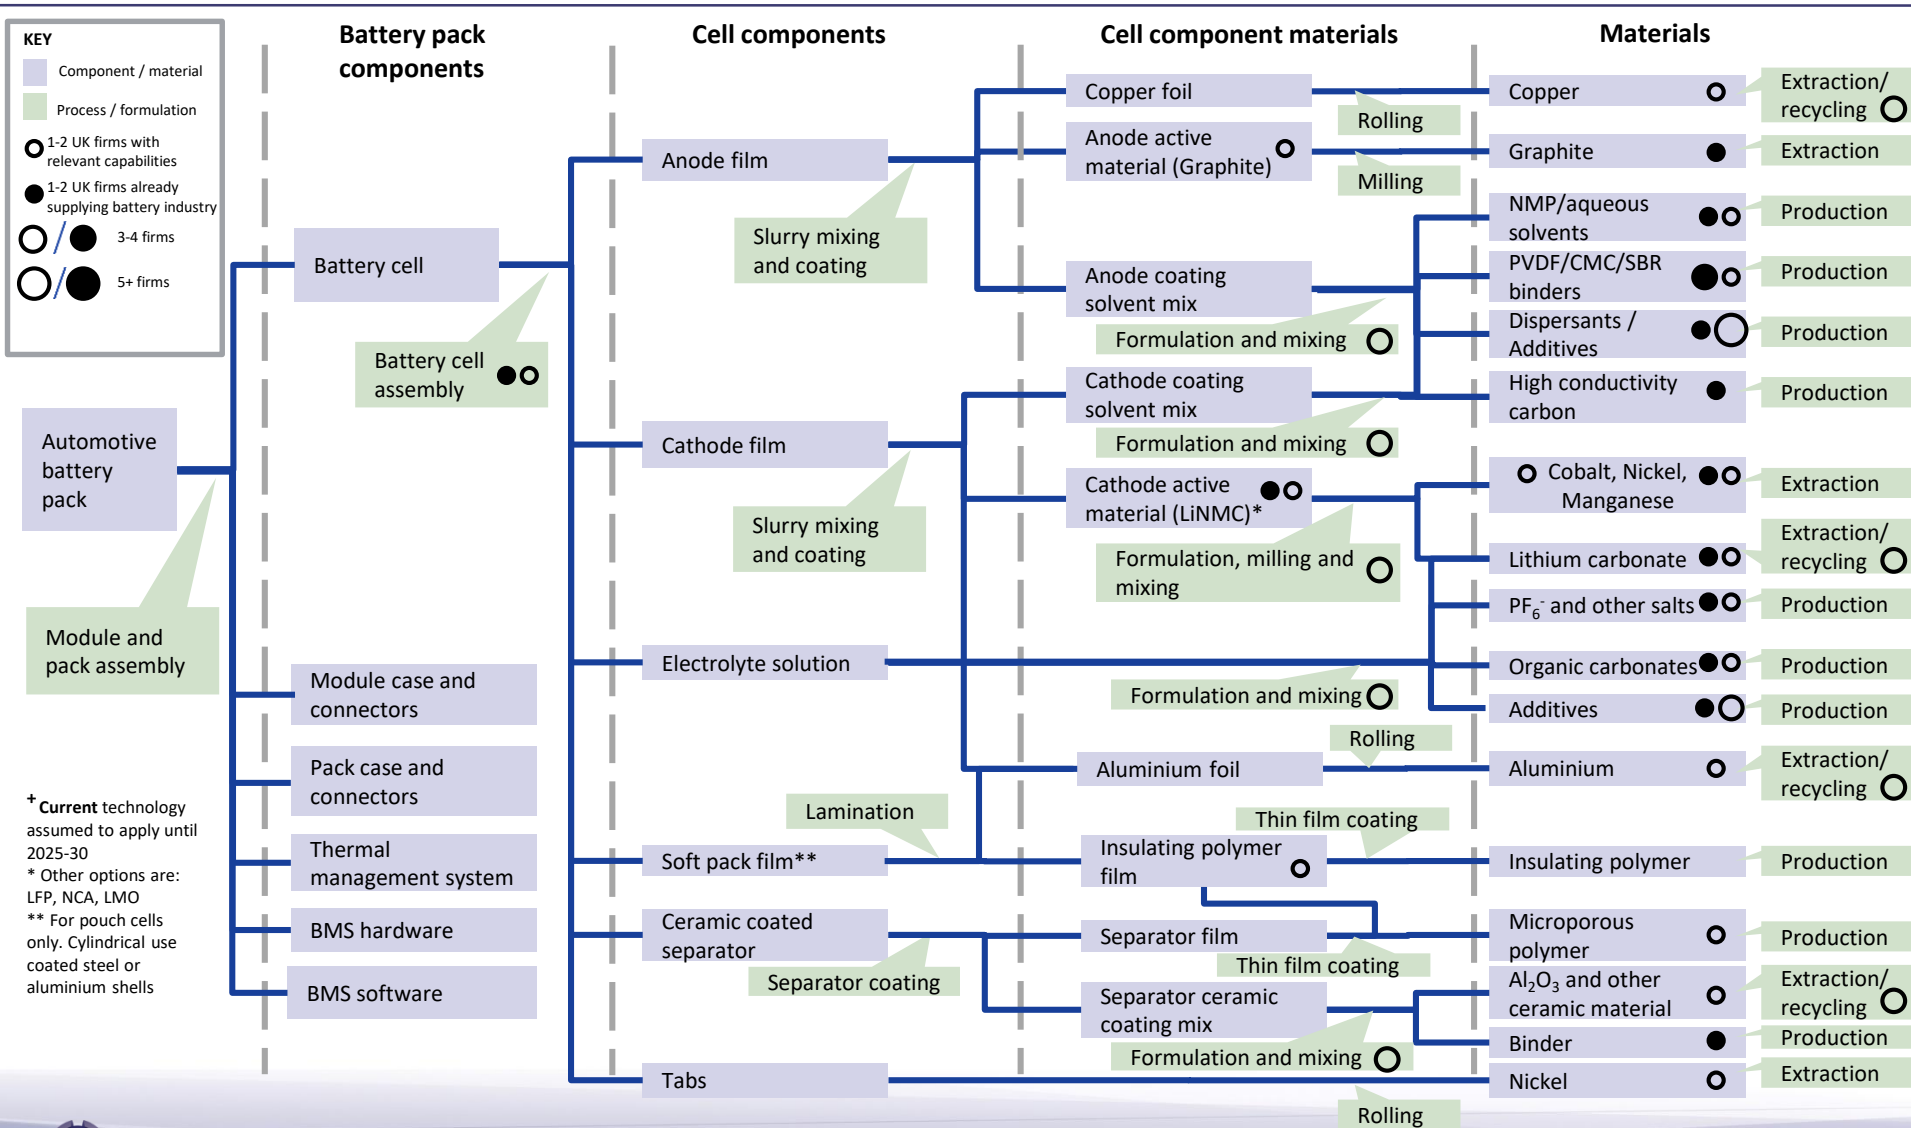 KEY
Component / material
Process / formulation
1-2 UK firms with
relevant capabilities
1-2 UK firms already
supplying battery industry
3-4 firms
5+ firms
Battery pack
components
Cell components
Cell component materials
Materials
Automotive
battery
pack
Module and
pack assembly
+ Current technology
assumed to apply until
2025-30
* Other options are:
LFP, NCA, LMO
** For pouch cells
only. Cylindrical use
coated steel or
aluminium shells
Battery cell
Battery cell
assembly
Module case and
connectors
Pack case and
connectors
Thermal
management system
BMS hardware
BMS software
Anode film
Slurry mixing
and coating
Cathode film
Slurry mixing
and coating
Electrolyte solution
Lamination
Soft pack film**
Ceramic coated
separator
Separator coating
Tabs
Copper foil
Rolling
Anode active
material (Graphite)
Milling
Anode coating
solvent mix
Formulation and mixing
Cathode coating
solvent mix
Formulation and mixing
Cathode active
material (LiNMC)*
Formulation, milling and
mixing
Formulation and mixing
Rolling
Aluminium foil
Thin film coating
Insulating polymer
film
Separator film
Thin film coating
Separator ceramic
coating mix
Formulation and mixing
Rolling
Copper
Extraction/
recycling
Graphite
Extraction
NMP/aqueous
solvents
Production
PVDF/CMC/SBR
binders
Production
Dispersants /
Additives
Production
High conductivity
carbon
Production
Cobalt, Nickel,
Manganese
Extraction
Lithium carbonate
Extraction/
recycling
PF6- and other salts
Production
Organic carbonates
Production
Additives
Production
Aluminium
Extraction/
recycling
Insulating polymer
Production
Microporous
polymer
Production
Al2O3 and other
ceramic material
Extraction/
recycling
Binder
Production
Nickel
Extraction